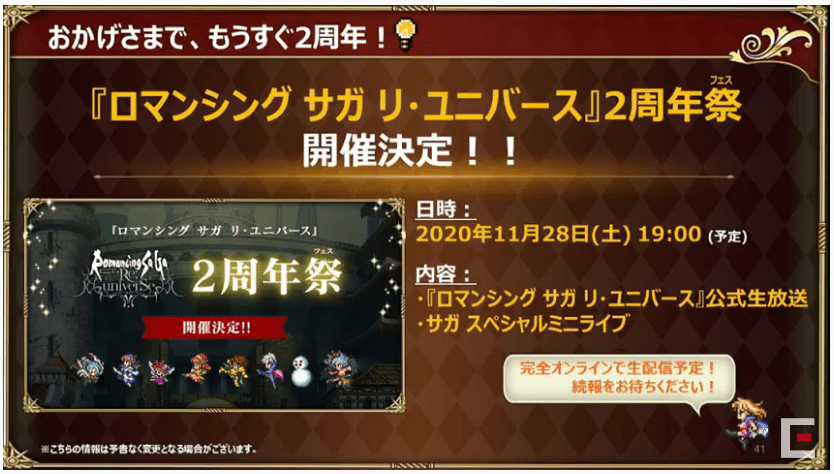 おかげさまで、もうすぐ2周年！
フェス
『ロマンシング サガ リ・ユニバース』2周年祭
開催決定！！
『ロマンシング サガ リ・ユニバース』
Romancing SaGa
Re;
univerSe
フェス
2周年祭
開催決定!!
日時：
2020年11月28日(土) 19:00 (予定)
内容：
・『ロマンシング サガ リ・ユニバース』公式生放送
・サガ スペシャルミニライブ
完全オンラインで生配信予定！
続報をお待ちください！
※こちらの情報は予告なく変更となる場合がございます。
41